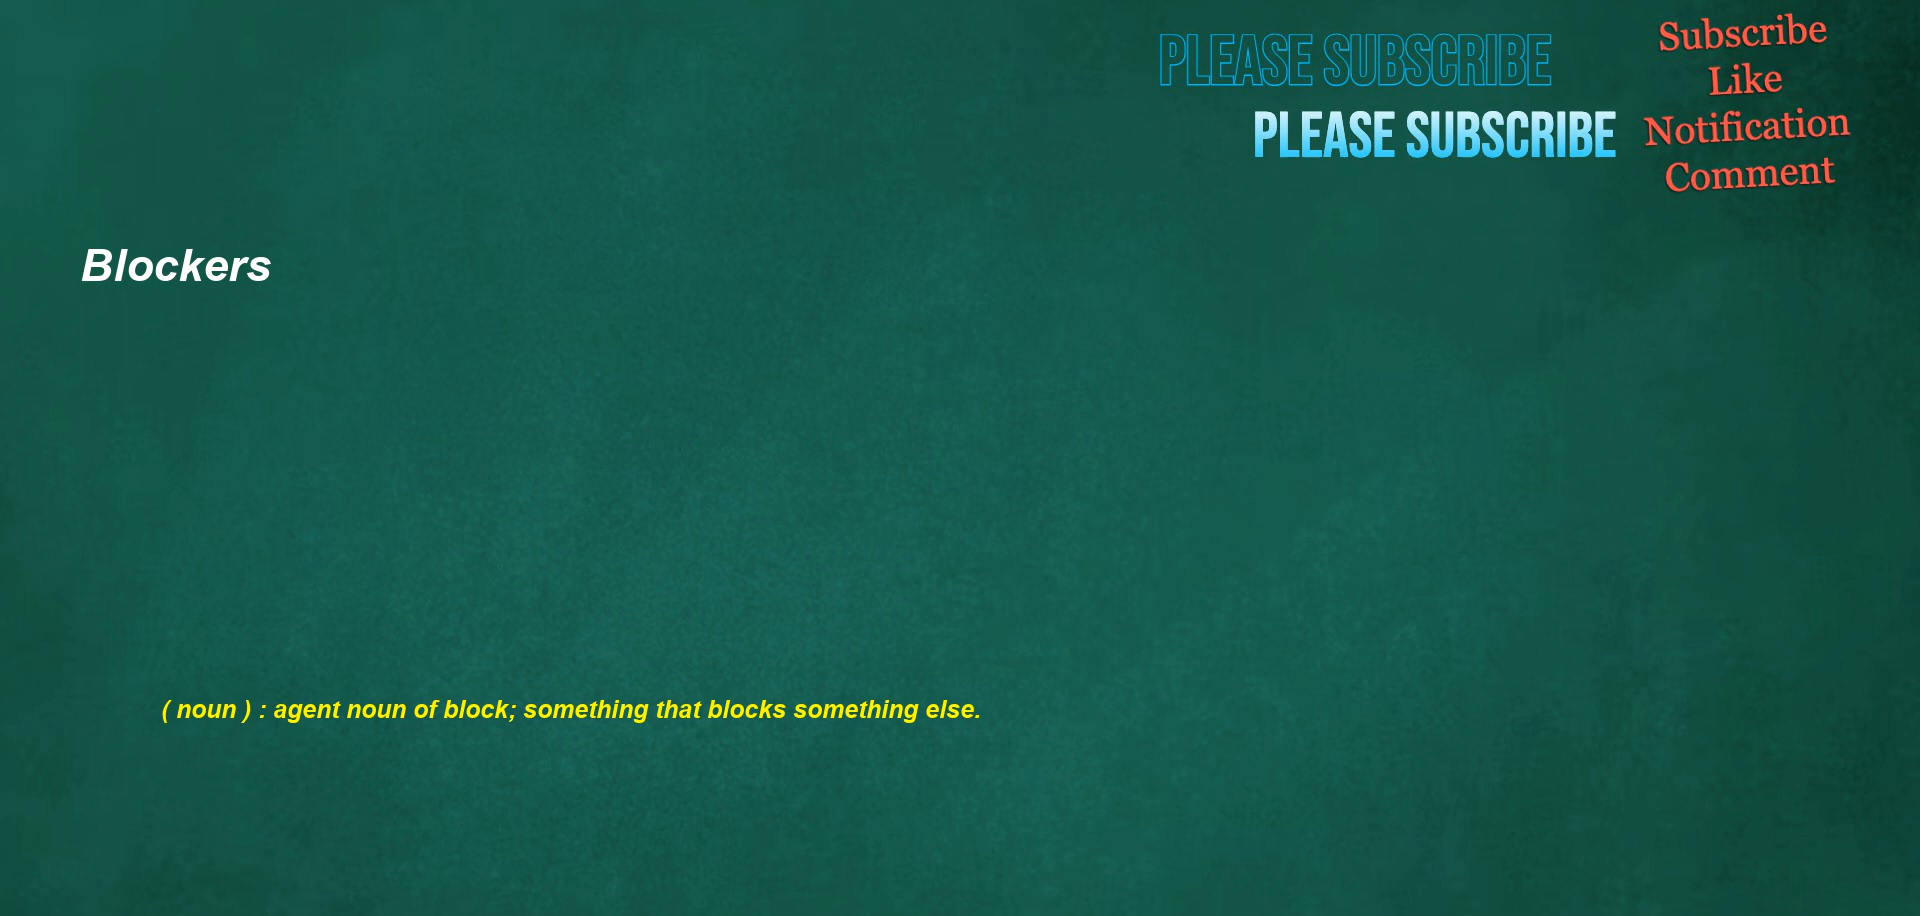 PLEASE SUBSCRIBE
PLEASE SUBSCRIBE
Subscribe
Like
Notification
Comment
Blockers
( noun ) : agent noun of block; something that blocks something else.